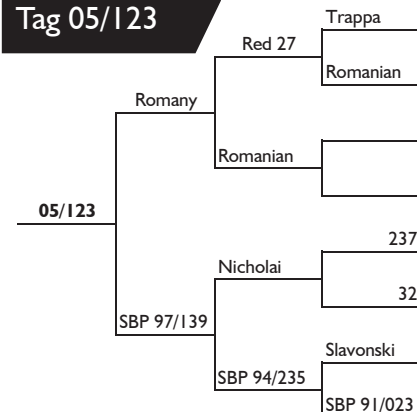 Tag 05/123
Trappa
Red 27
Romanian
Romany
Romanian
05/123
237
Nicholai
32
SBP 97/139
Slavonski
SBP 94/235
SBP 91/023